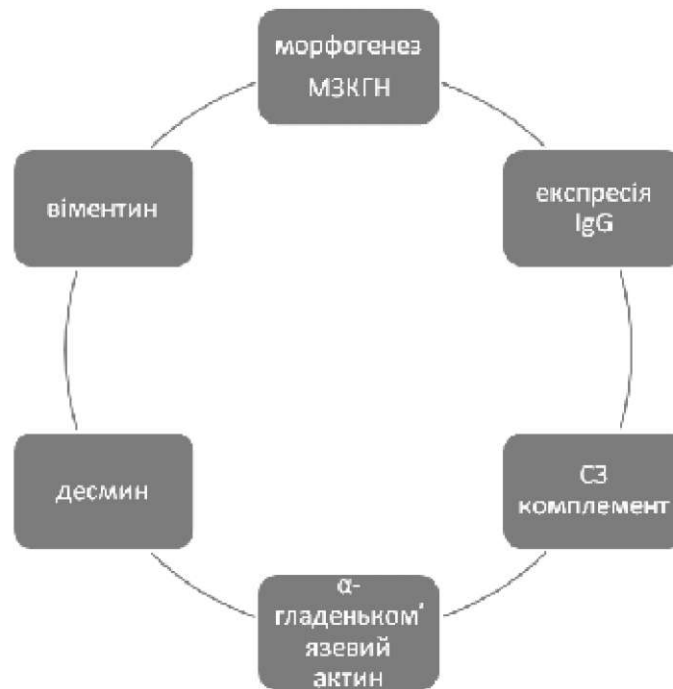 морфогенез
МЗКГН
експресія
IgG
С3
комплемент
α-
гладеньком’
язевий
актин
десмин
віментин